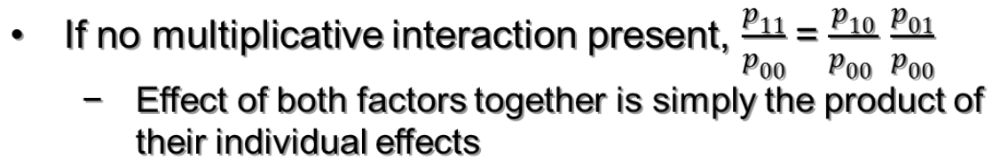 • If no multiplicative interaction present, p₁₁/p₀₀ = p₁₀/p₀₀ p₀₁/p₀₀
– Effect of both factors together is simply the product of
their individual effects